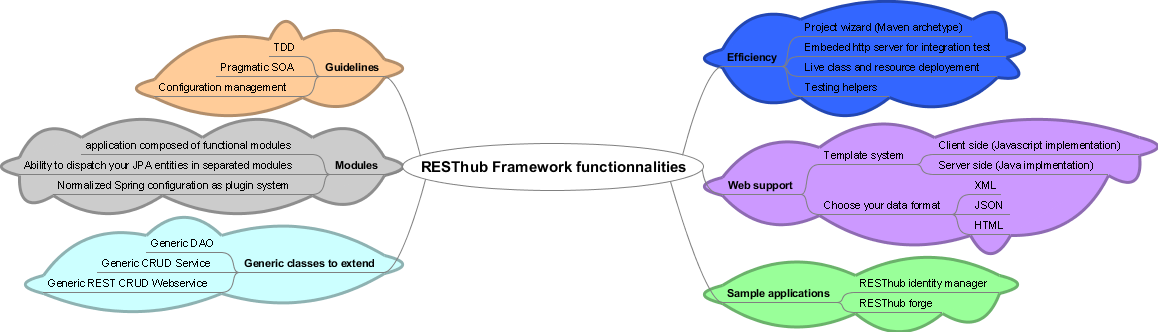 RESThub Framework functionnalities
Guidelines
TDD
Pragmatic SOA
Configuration management
Modules
application composed of functional modules
Ability to dispatch your JPA entities in separated modules
Normalized Spring configuration as plugin system
Generic classes to extend
Generic DAO
Generic CRUD Service
Generic REST CRUD Webservice
Efficiency
Project wizard (Maven archetype)
Embeded http server for integration test
Live class and resource deployement
Testing helpers
Web support
Template system
Client side (Javascript implementation)
Server side (Java implmentation)
Choose your data format
XML
JSON
HTML
Sample applications
RESThub identity manager
RESThub forge